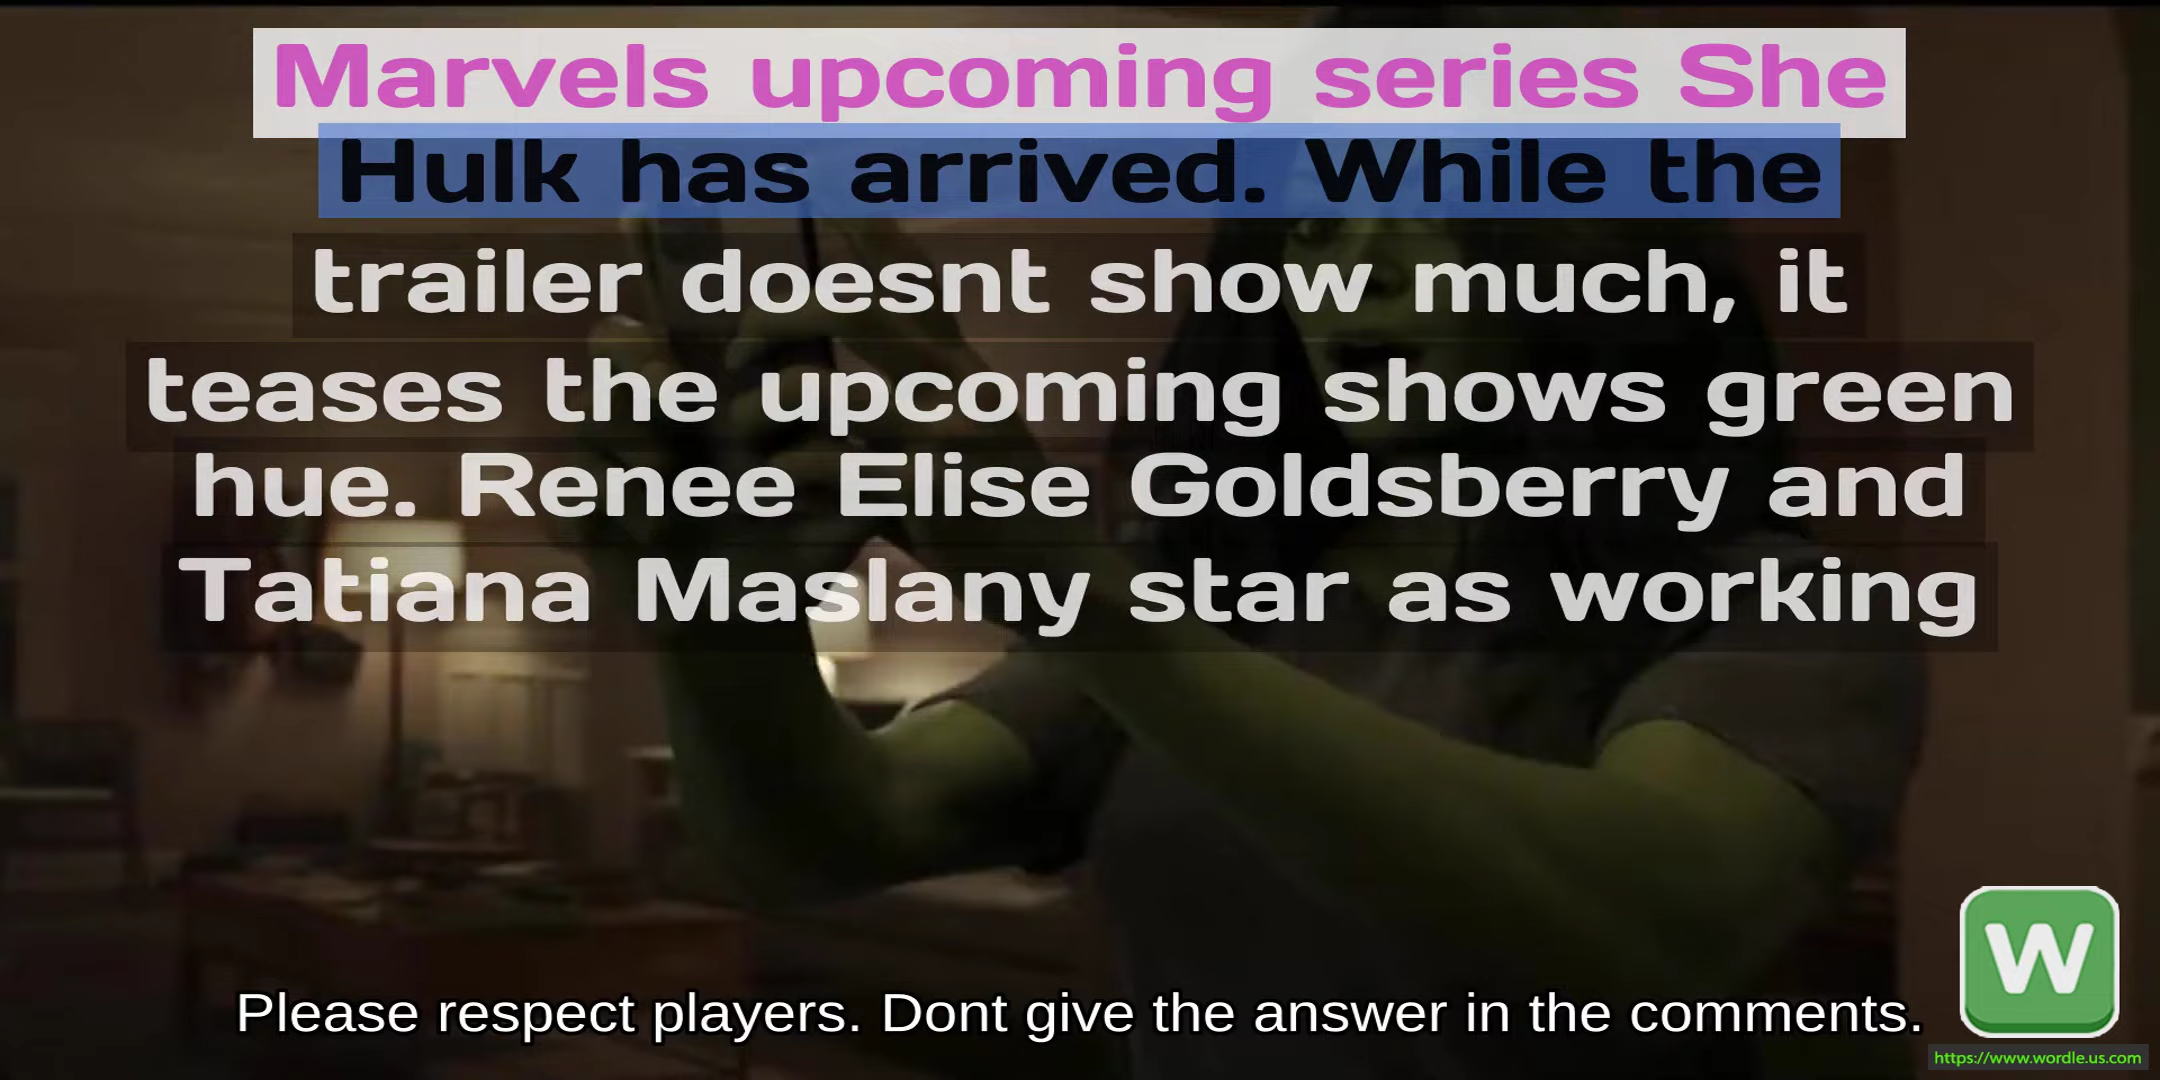 Marvels upcoming series She
Hulk has arrived. While the
trailer doesnt show much, it
teases the upcoming shows green
hue. Renee Elise Goldsberry and
Tatiana Maslany star as working
W
Please respect players. Dont give the answer in the comments.
https://www.wordle.us.com